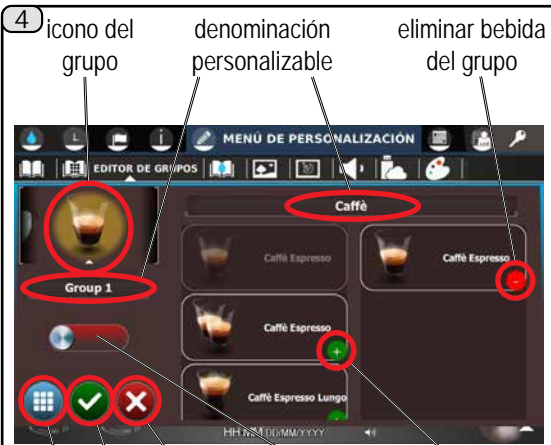 4
icono del
grupo
denominación
personalizable
eliminar bebida
del grupo
MENÚ DE PERSONALIZACIÓN
EDITOR DE GRUPOS
Caffè
Caffè Espresso
Caffè Espresso
Group 1
Caffè Espresso
Caffè Espresso Lungo
HH:MM DD/MM/YYYY